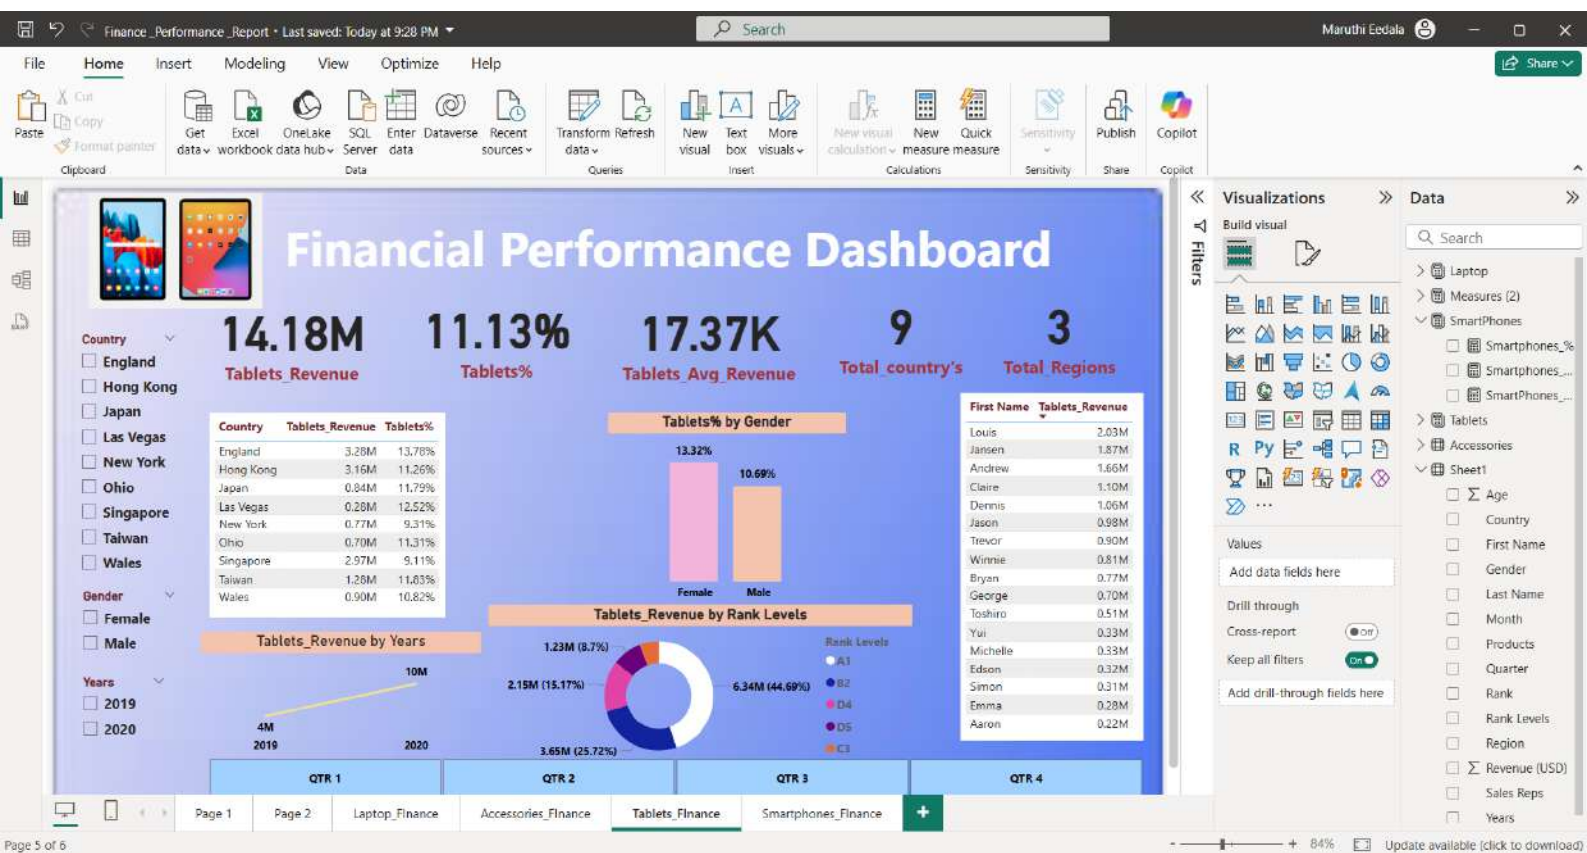 Finance _Performance _Report • Last saved: Today at 9:28 PM
Search
Maruthi Eedala
File Home Insert Modeling View Optimize Help
Share
Paste
Cut
Copy
Format painter
Clipboard
Get data
Excel workbook
OneLake data hub
SQL Server
Enter data
Dataverse
Recent sources
Data
Transform data
Refresh
Queries
New visual
Text box
More visuals
Insert
New visual calculation
New measure
Quick measure
Calculations
Sensitivity
Sensitivity
Publish
Share
Copilot
Copilot
Financial Performance Dashboard
14.18M
Tablets_Revenue
11.13%
Tablets%
17.37K
Tablets_Avg_Revenue
9
Total_country's
3
Total_Regions
Country
England
Hong Kong
Japan
Las Vegas
New York
Ohio
Singapore
Taiwan
Wales
Gender
Female
Male
Years
2019
2020
Country Tablets_Revenue Tablets%
England 3.28M 13.78%
Hong Kong 3.16M 11.26%
Japan 0.84M 11.79%
Las Vegas 0.28M 12.52%
New York 0.77M 9.31%
Ohio 0.70M 11.31%
Singapore 2.97M 9.11%
Taiwan 1.28M 11.83%
Wales 0.90M 10.82%
Tablets% by Gender
13.32%
10.69%
Female Male
First Name Tablets_Revenue
Louis 2.03M
Jansen 1.87M
Andrew 1.66M
Claire 1.10M
Dennis 1.06M
Jason 0.98M
Trevor 0.90M
Winnie 0.81M
Bryan 0.77M
George 0.70M
Toshiro 0.51M
Yui 0.33M
Michelle 0.33M
Edson 0.32M
Simon 0.31M
Emma 0.28M
Aaron 0.22M
Tablets_Revenue by Years
10M
4M
2019 2020
Tablets_Revenue by Rank Levels
1.23M (8.7%)
2.15M (15.17%)
6.34M (44.69%)
3.65M (25.72%)
Rank Levels
A1
B2
D4
D5
C3
QTR 1 QTR 2 QTR 3 QTR 4
Filters
Visualizations
Build visual
R Py
123
Values
Add data fields here
Drill through
Cross-report
Off
Keep all filters
On
Add drill-through fields here
Data
Search
Laptop
Measures (2)
SmartPhones
Smartphones_%
Smartphones_...
SmartPhones_...
Tablets
Accessories
Sheet1
Age
Country
First Name
Gender
Last Name
Month
Products
Quarter
Rank
Rank Levels
Region
Revenue (USD)
Sales Reps
Years
Page 1 Page 2 Laptop_FInance Accessories_FInance Tablets_FInance Smartphones_FInance
Page 5 of 6
84%
Update available (click to download)